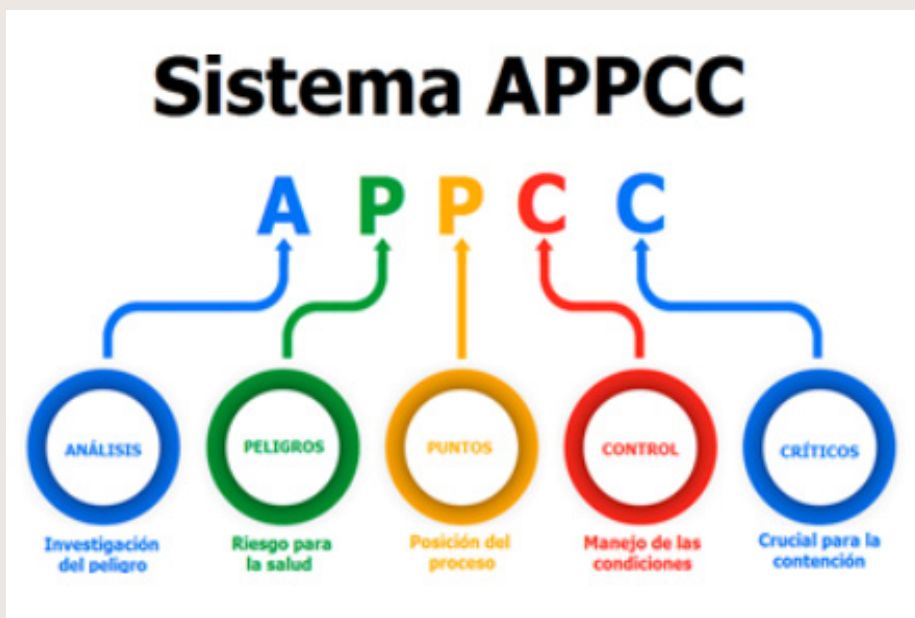 Sistema APPCC
A P P C C
ANÁLISIS
PELIGROS
PUNTOS
CONTROL
CRÍTICOS
Investigación
del peligro
Riesgo para
la salud
Posición del
proceso
Manejo de las
condiciones
Crucial para la
contención